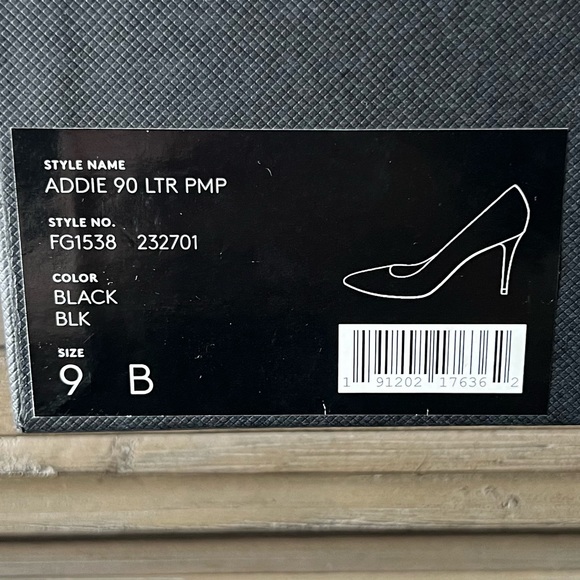 STYLE NAME
ADDIE 90 LTR PMP
STYLE NO.
FG1538 232701
COLOR
BLACK
BLK
SIZE
9 B
1 91202 17636 2